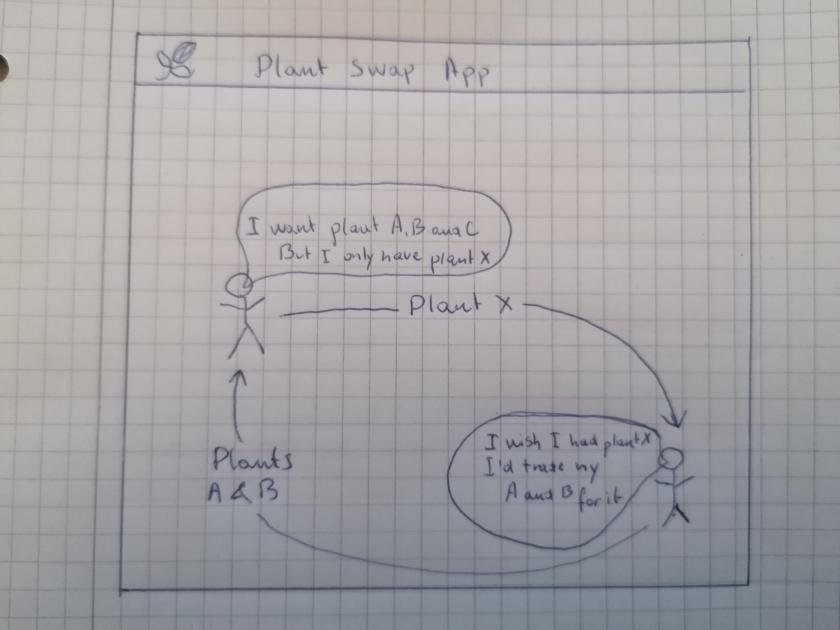 Plant Swap App
I want plant A, B and C
But I only have plant X
Plant X
I wish I had plant X
I'd trade my
A and B for it
Plants
A & B